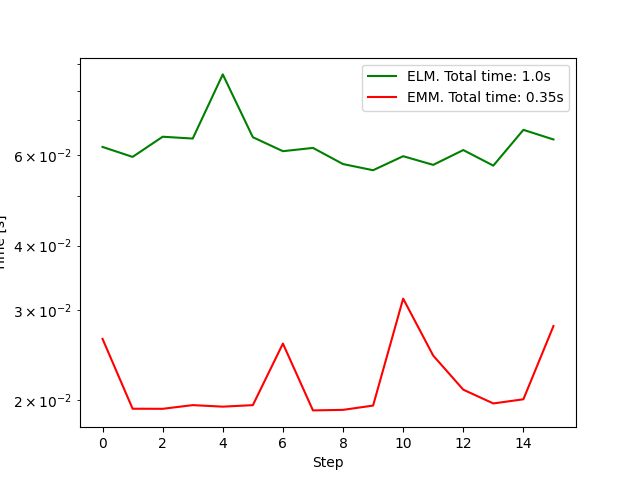 ELM. Total time: 1.0s
EMM. Total time: 0.35s
6 × 10⁻²
4 × 10⁻²
3 × 10⁻²
2 × 10⁻²
[s]
0 2 4 6 8 10 12 14
Step